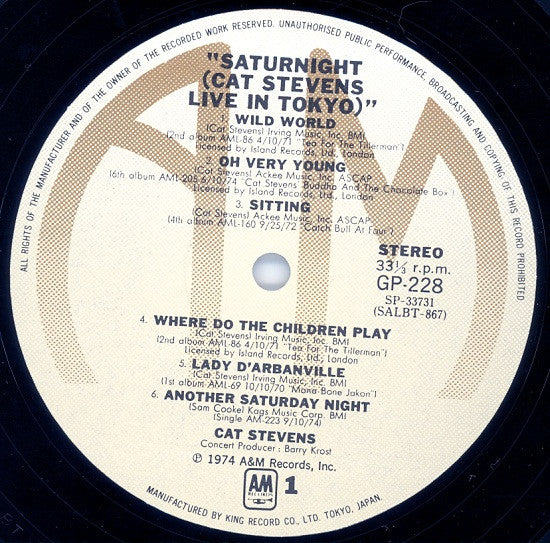 ALL RIGHTS OF THE MANUFACTURER AND OF THE OWNER OF THE RECORDED WORK RESERVED. UNAUTHORISED PUBLIC PERFORMANCE, BROADCASTING AND COPYING OF THIS RECORD PROHIBITED
"SATURNIGHT
(CAT STEVENS
LIVE IN TOKYO)"
1. WILD WORLD
(Cat Stevens) Irving Music, Inc. BMI
(2nd album AML-86 4/10/71 "Tea For The Tillerman")
Licensed by Island Records, Ltd., London
2. OH VERY YOUNG
(Cat Stevens) Ackee Music, Inc. ASCAP
(6th album AML-205 6/10/74 "Cat Stevens' Buddha And The Chocolate Box")
Licensed by Island Records, Ltd., London
3. SITTING
(Cat Stevens) Ackee Music, Inc. ASCAP
(4th album AML-160 9/25/72 "Catch Bull At Four")
STEREO
33⅓ r.p.m.
GP-228
SP-33731
(SALBT-867)
4. WHERE DO THE CHILDREN PLAY
(Cat Stevens) Irving Music, Inc. BMI
(2nd album AML-86 4/10/71 "Tea For The Tillerman")
Licensed by Island Records, Ltd., London
5. LADY D'ARBANVILLE
(Cat Stevens) Irving Music, Inc. BMI
(1st album AML-69 10/10/70 "Mona Bone Jakon")
6. ANOTHER SATURDAY NIGHT
(Sam Cooke) Kags Music Corp. BMI
(Single AM-223 9/10/74)
CAT STEVENS
Concert Producer : Barry Krost
℗ 1974 A&M Records, Inc.
AM
RECORDS
1
MANUFACTURED BY KING RECORD CO., LTD. TOKYO, JAPAN.